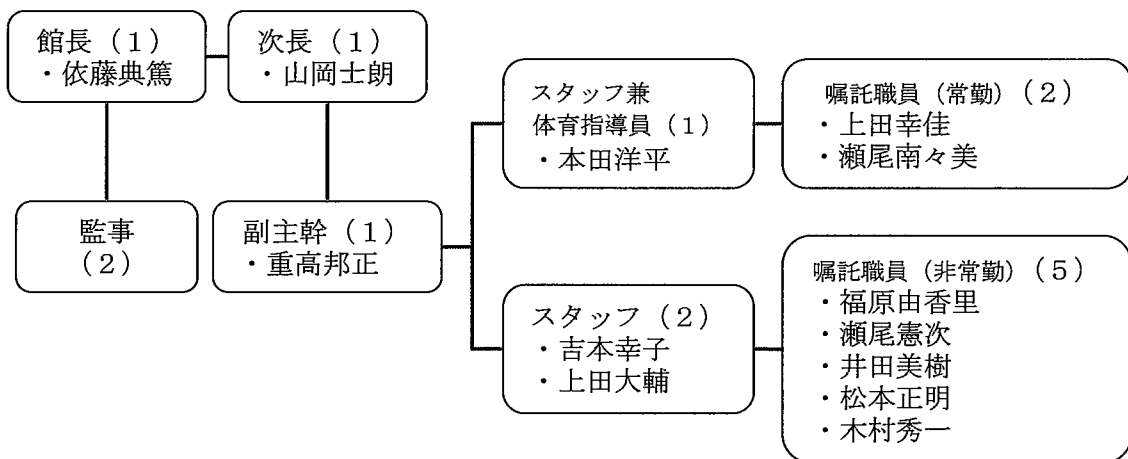 館長（１）
・依藤典篤
次長（１）
・山岡士朗
監事
（２）
副主幹（１）
・重高邦正
スタッフ兼
体育指導員（１）
・本田洋平
スタッフ（２）
・吉本幸子
・上田大輔
嘱託職員（常勤）（２）
・上田幸佳
・瀬尾南々美
嘱託職員（非常勤）（５）
・福原由香里
・瀬尾憲次
・井田美樹
・松本正明
・木村秀一